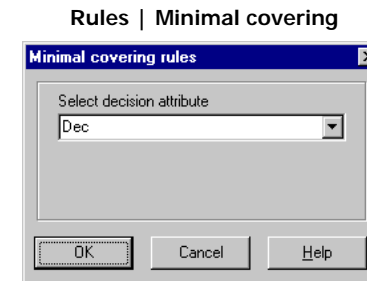 Rules | Minimal covering
Minimal covering rules
Select decision attribute
Dec
OK Cancel Help